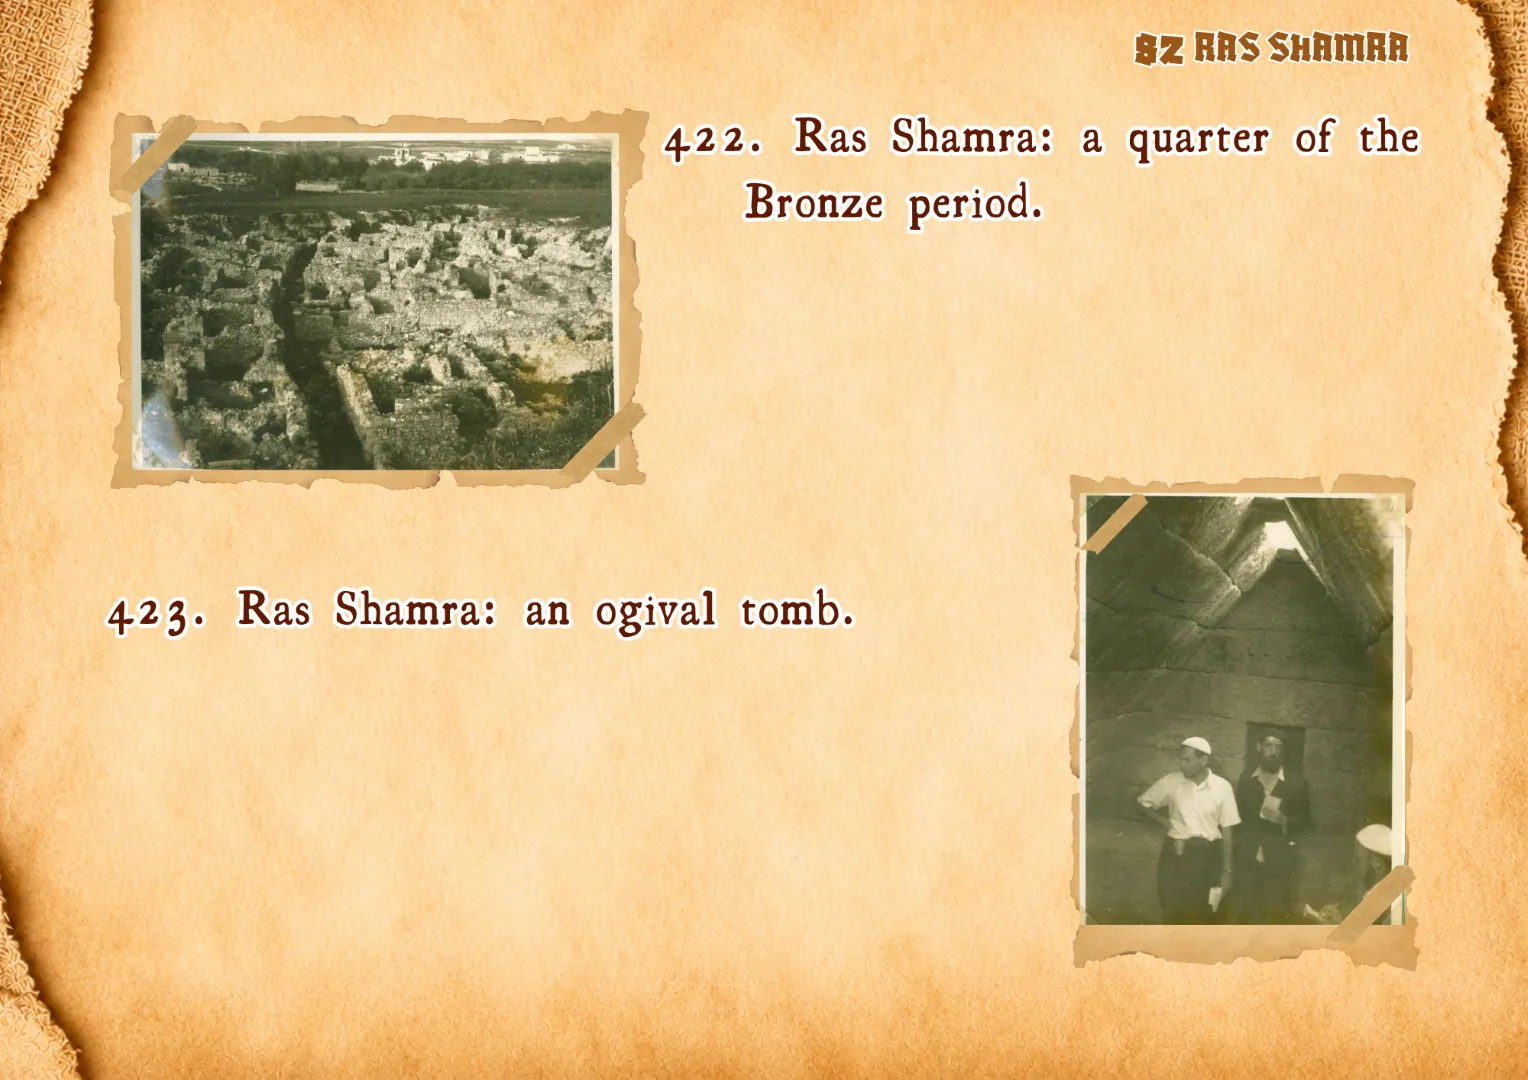 82 RAS SHAMRA
422. Ras Shamra: a quarter of the
Bronze period.
423. Ras Shamra: an ogival tomb.